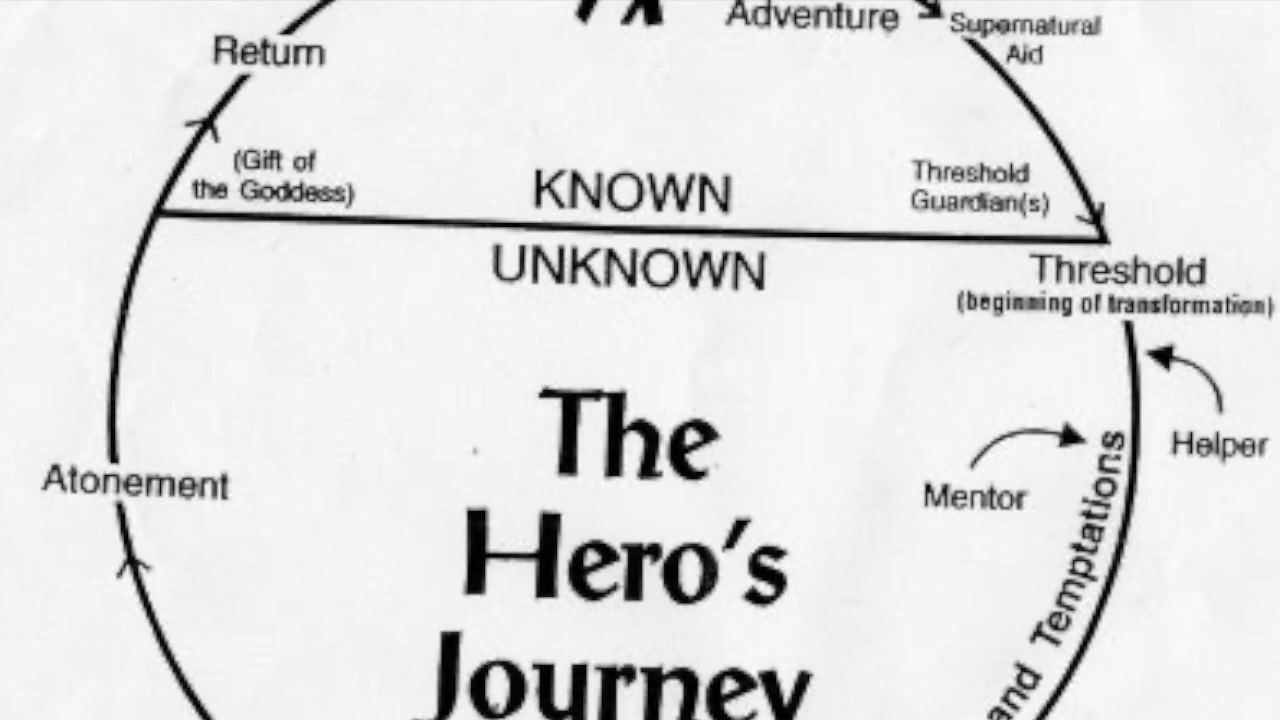 Adventure
Supernatural
Aid
Return
(Gift of
the Goddess)
KNOWN
Threshold
Guardian(s)
UNKNOWN
Threshold
(beginning of transformation)
The
Hero's
Journey
Mentor
Helper
and Temptations
Atonement